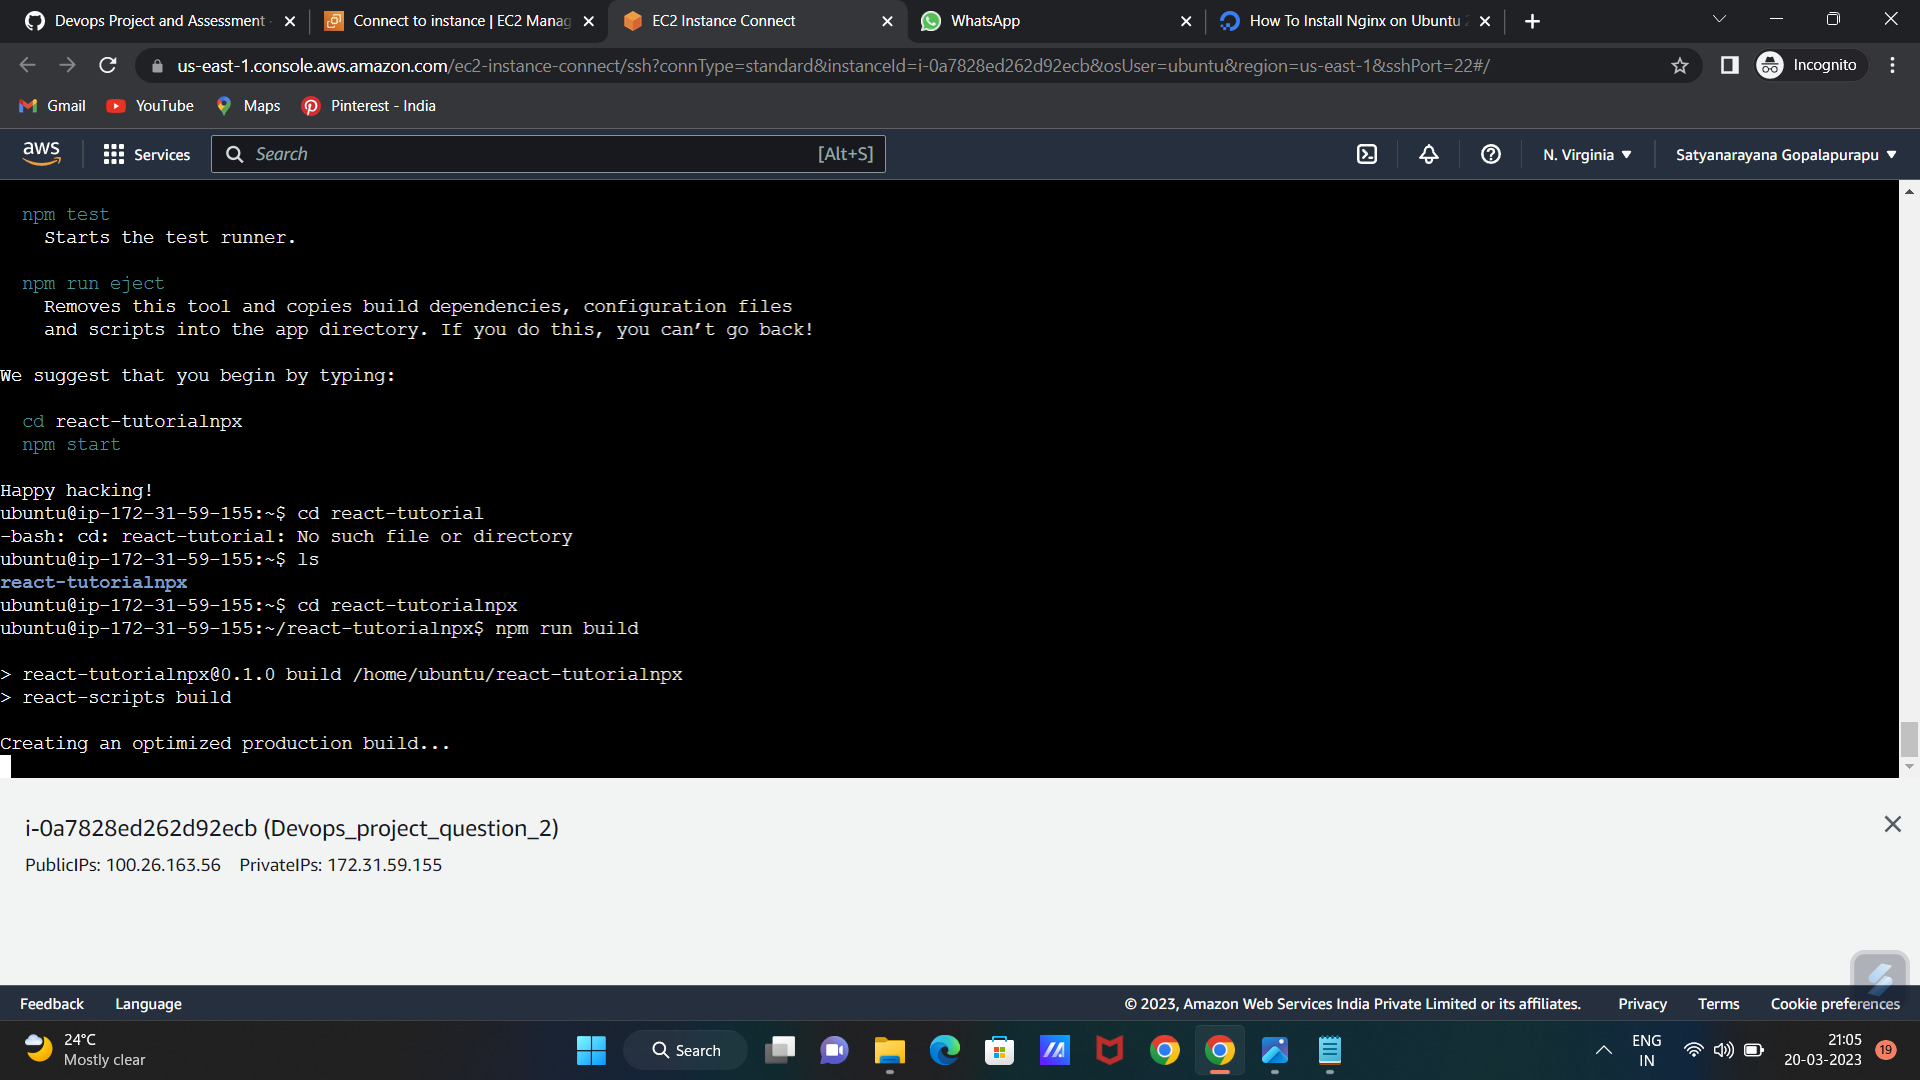 Devops Project and Assessment
Connect to instance | EC2 Manag
EC2 Instance Connect
WhatsApp
How To Install Nginx on Ubuntu 2
us-east-1.console.aws.amazon.com/ec2-instance-connect/ssh?connType=standard&instanceId=i-0a7828ed262d92ecb&osUser=ubuntu&region=us-east-1&sshPort=22#/
Incognito
Gmail
YouTube
Maps
Pinterest - India
aws
Services
Search
[Alt+S]
N. Virginia
Satyanarayana Gopalapurapu
npm test
Starts the test runner.
npm run eject
Removes this tool and copies build dependencies, configuration files
and scripts into the app directory. If you do this, you can’t go back!
We suggest that you begin by typing:
cd react-tutorialnpx
npm start
Happy hacking!
ubuntu@ip-172-31-59-155:~$ cd react-tutorial
-bash: cd: react-tutorial: No such file or directory
ubuntu@ip-172-31-59-155:~$ ls
react-tutorialnpx
ubuntu@ip-172-31-59-155:~$ cd react-tutorialnpx
ubuntu@ip-172-31-59-155:~/react-tutorialnpx$ npm run build
> react-tutorialnpx@0.1.0 build /home/ubuntu/react-tutorialnpx
> react-scripts build
Creating an optimized production build...
i-0a7828ed262d92ecb (Devops_project_question_2)
PublicIPs: 100.26.163.56 PrivateIPs: 172.31.59.155
Feedback
Language
© 2023, Amazon Web Services India Private Limited or its affiliates.
Privacy
Terms
Cookie preferences
24°C
Mostly clear
Search
ENG
IN
21:05
20-03-2023
19